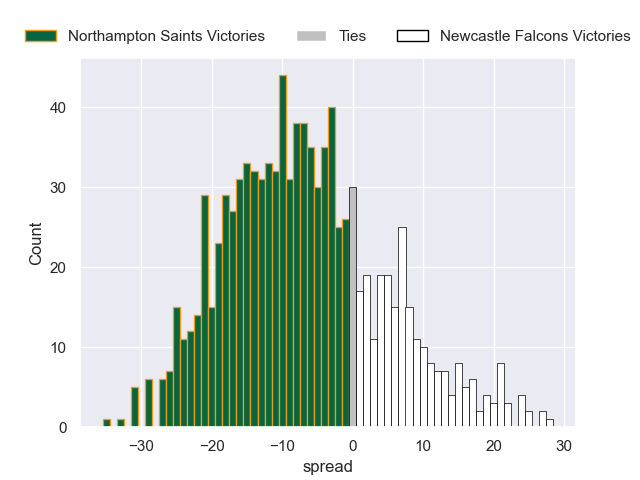 Northampton Saints Victories Ties Newcastle Falcons Victories
Count
40
30
20
10
0
−30 −20 −10 0 10 20 30
spread